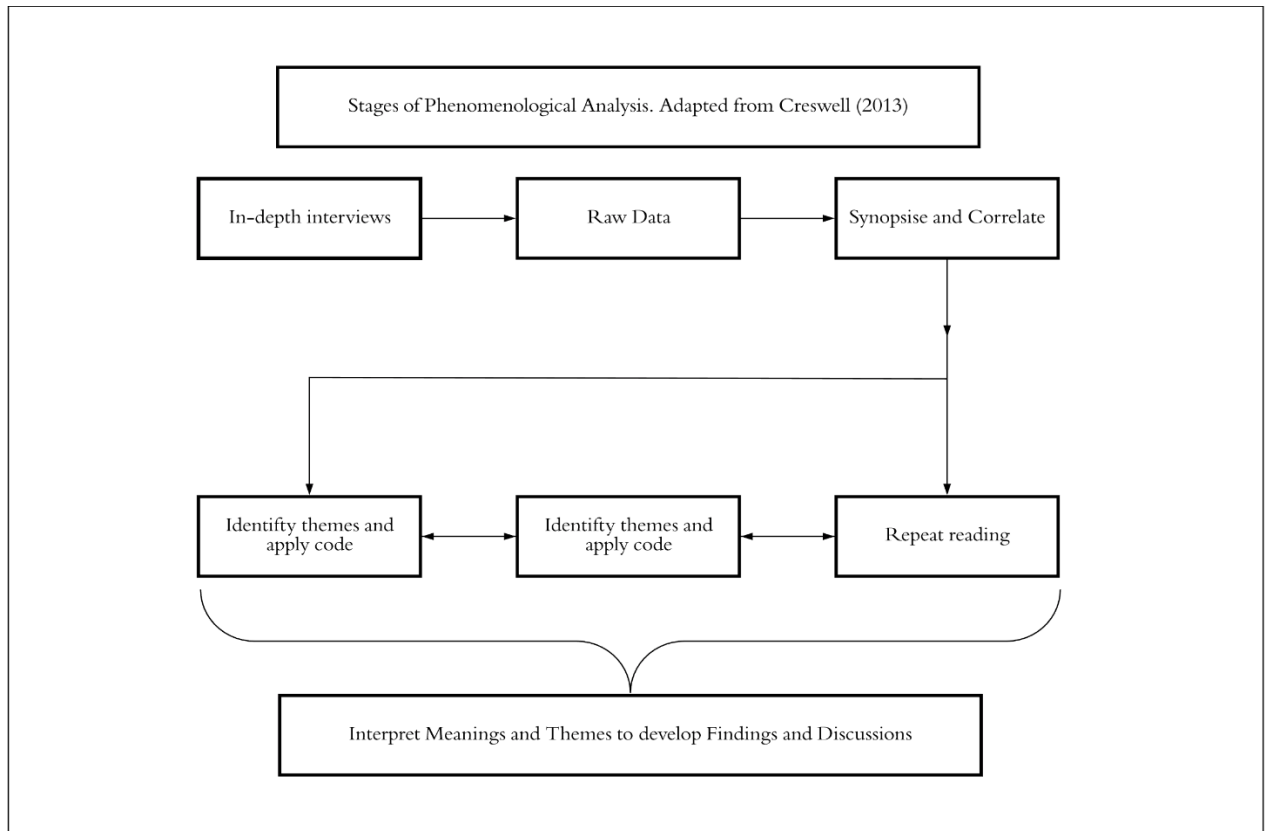 Stages of Phenomenological Analysis. Adapted from Creswell (2013)
In-depth interviews
Raw Data
Synopsise and Correlate
Identifty themes and
apply code
Identifty themes and
apply code
Repeat reading
Interpret Meanings and Themes to develop Findings and Discussions